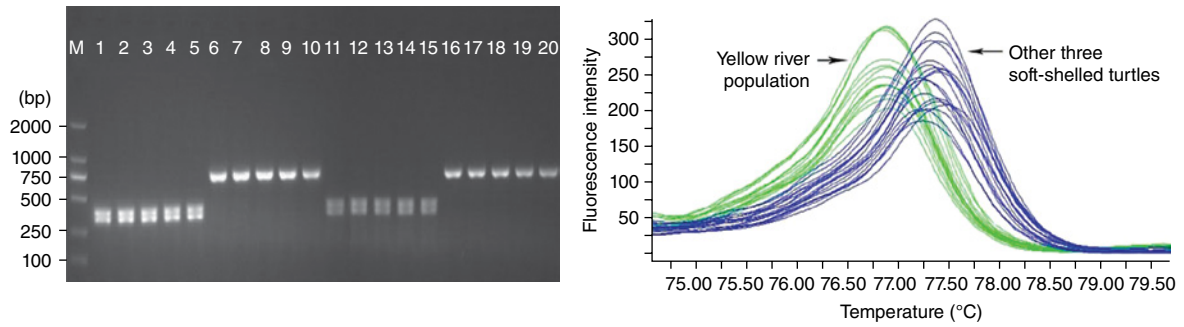 M 1 2 3 4 5 6 7 8 9 10 11 12 13 14 15 16 17 18 19 20
(bp)
2000
1000
750
500
250
100
Fluorescence intensity
300
250
200
150
100
50
Yellow river
population
Other three
soft-shelled turtles
75.00 75.50 76.00 76.50 77.00 77.50 78.00 78.50 79.00 79.50
Temperature (°C)